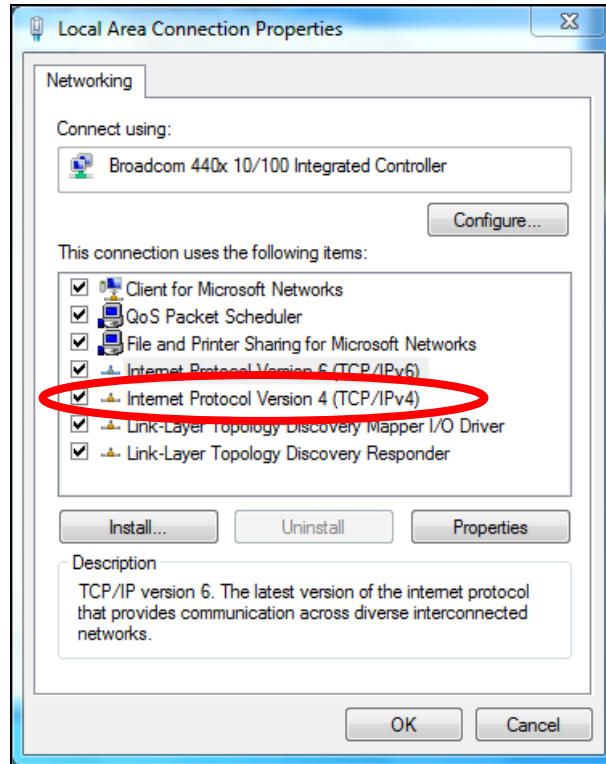 Local Area Connection Properties
Networking
Connect using:
Broadcom 440x 10/100 Integrated Controller
Configure...
This connection uses the following items:
Client for Microsoft Networks
QoS Packet Scheduler
File and Printer Sharing for Microsoft Networks
Internet Protocol Version 6 (TCP/IPv6)
Internet Protocol Version 4 (TCP/IPv4)
Link-Layer Topology Discovery Mapper I/O Driver
Link-Layer Topology Discovery Responder
Install...
Uninstall
Properties
Description
TCP/IP version 6. The latest version of the internet protocol
that provides communication across diverse interconnected
networks.
OK
Cancel